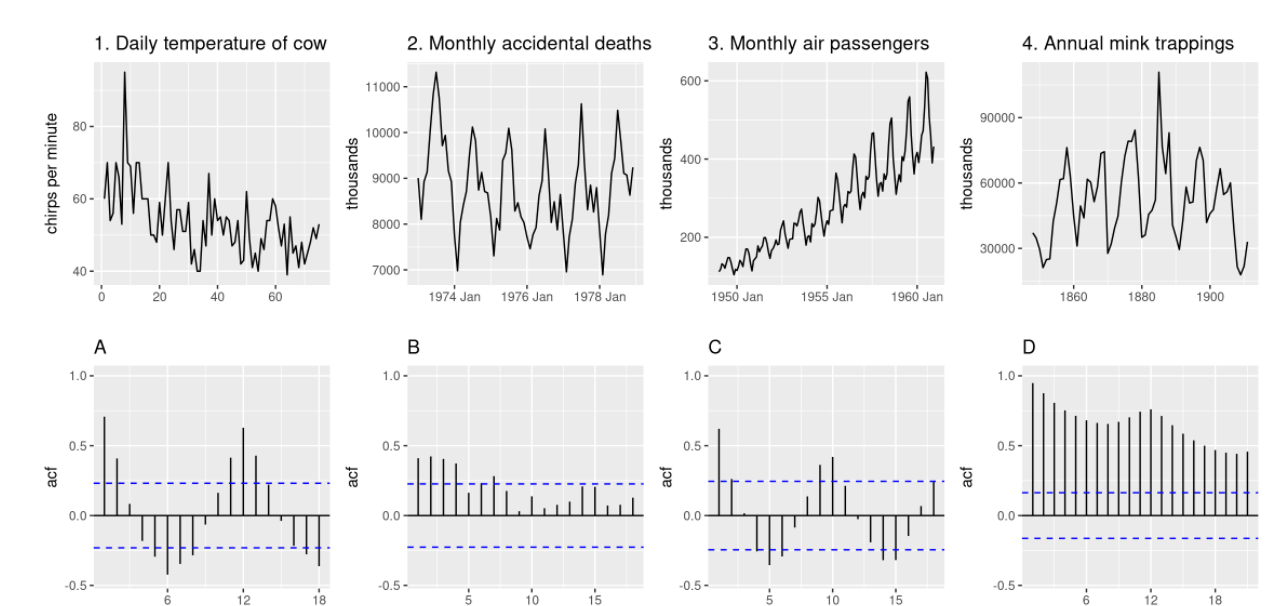 1. Daily temperature of cow
2. Monthly accidental deaths
3. Monthly air passengers
4. Annual mink trappings
chirps per minute
80
60
40
0 20 40 60
thousands
11000
10000
9000
8000
7000
1974 Jan 1976 Jan 1978 Jan
thousands
600
400
200
1950 Jan 1955 Jan 1960 Jan
thousands
90000
60000
30000
1860 1880 1900
A
acf
1.0
0.5
0.0
-0.5
6 12 18
B
acf
1.0
0.5
0.0
-0.5
5 10 15
C
acf
1.0
0.5
0.0
-0.5
5 10 15
D
acf
1.0
0.5
0.0
-0.5
6 12 18